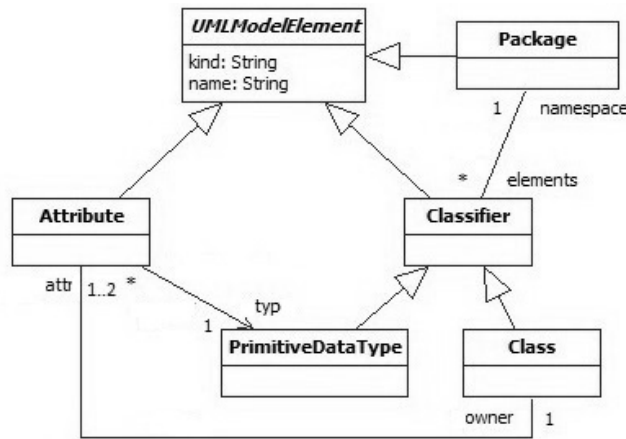 UMLModelElement
kind: String
name: String
Package
1 namespace
* elements
Attribute
Classifier
attr 1..2 *
typ
1
PrimitiveDataType
Class
owner 1